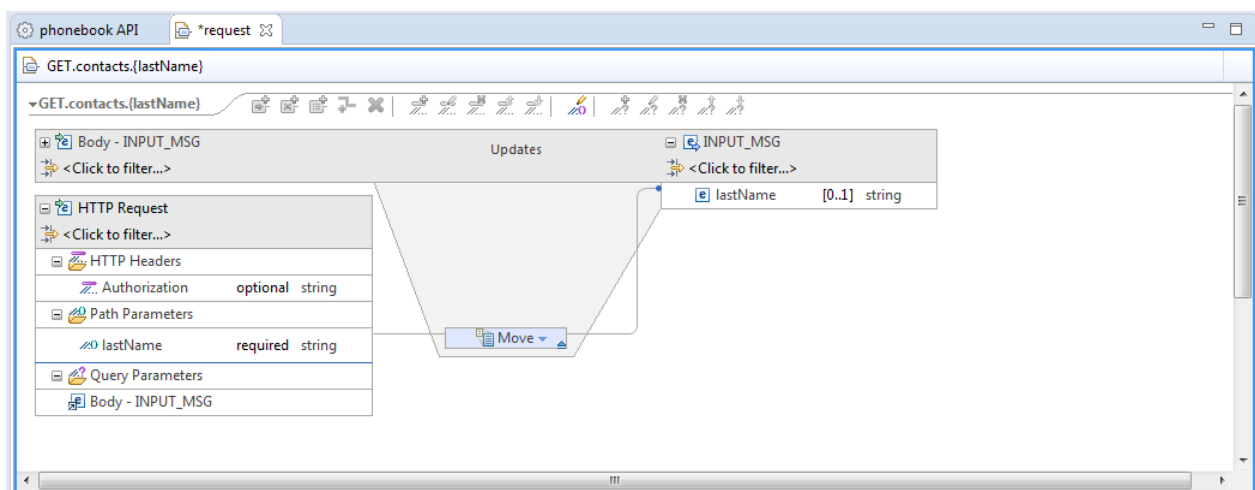 phonebook API
*request
GET.contacts.{lastName}
GET.contacts.{lastName}
Body - INPUT_MSG
<Click to filter...>
Updates
INPUT_MSG
<Click to filter...>
lastName [0..1] string
HTTP Request
<Click to filter...>
HTTP Headers
Authorization optional string
Path Parameters
lastName required string
Move
Query Parameters
Body - INPUT_MSG